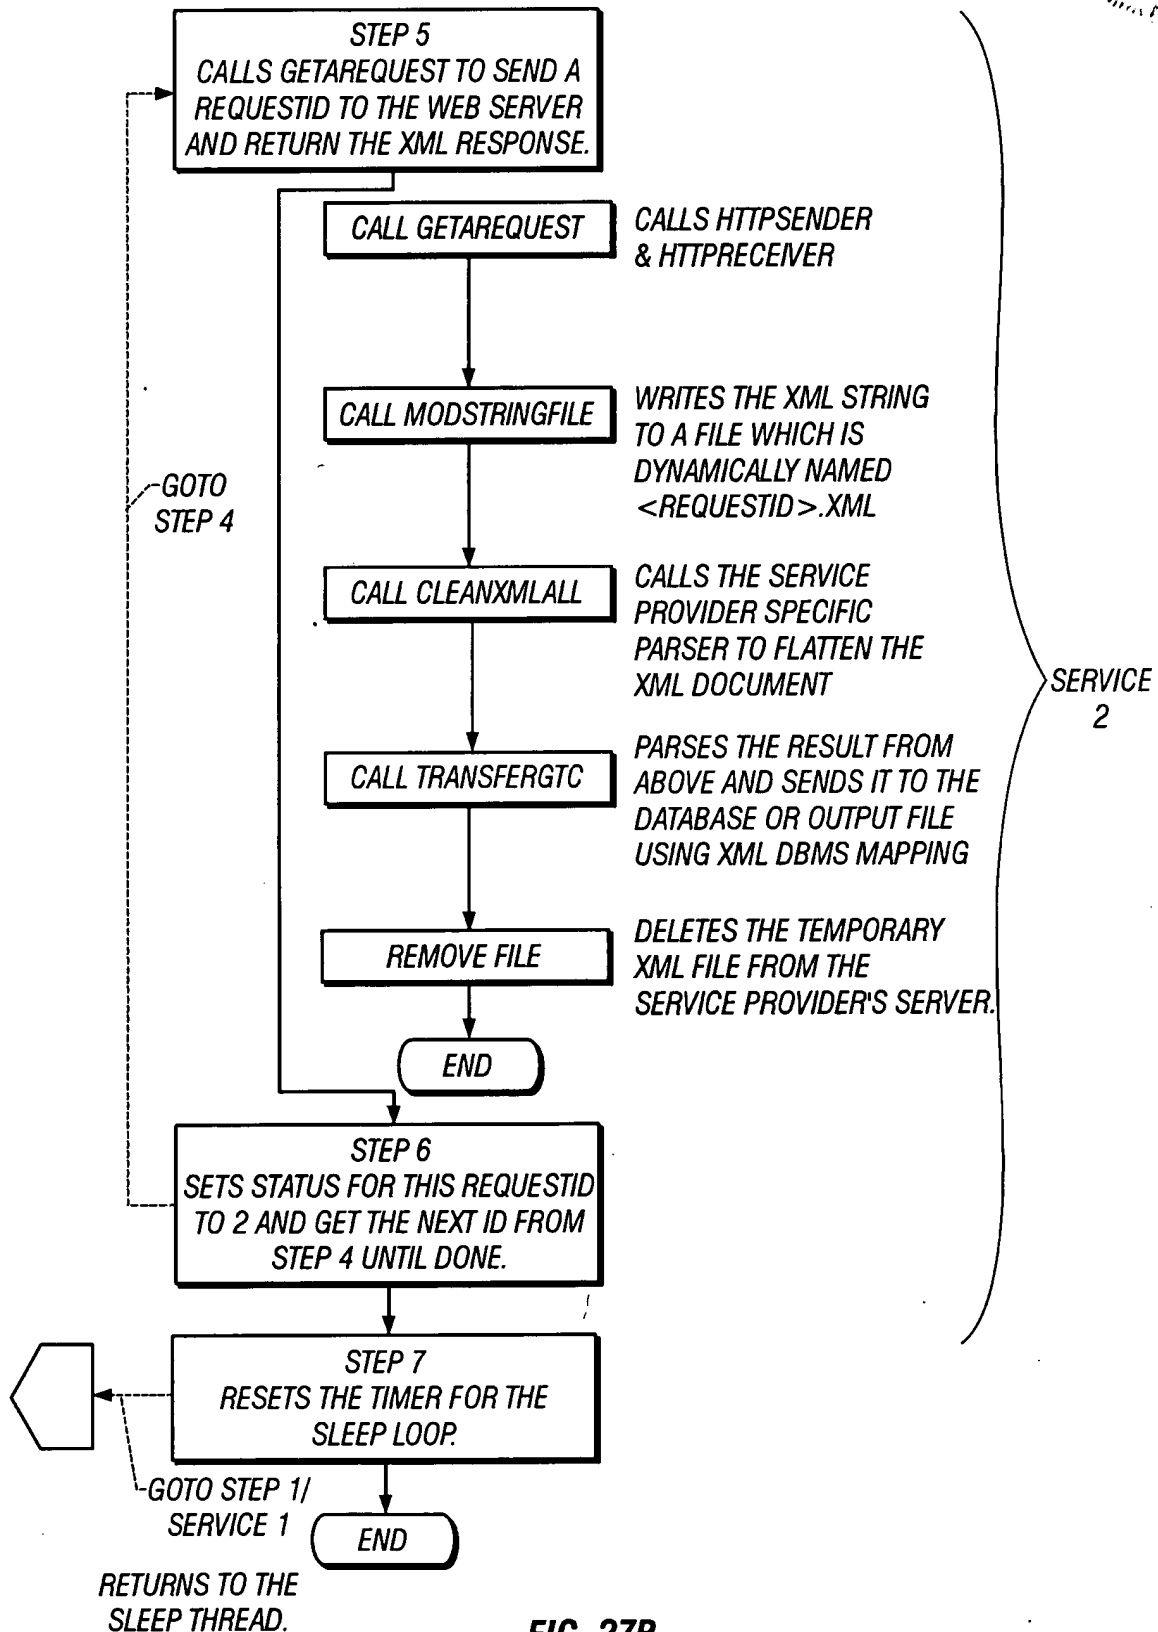 STEP 5
CALLS GETAREQUEST TO SEND A
REQUESTID TO THE WEB SERVER
AND RETURN THE XML RESPONSE.
CALL GETAREQUEST
CALLS HTTPSENDER
& HTTPRECEIVER
CALL MODSTRINGFILE
WRITES THE XML STRING
TO A FILE WHICH IS
DYNAMICALLY NAMED
<REQUESTID>.XML
GOTO
STEP 4
CALL CLEANXMLALL
CALLS THE SERVICE
PROVIDER SPECIFIC
PARSER TO FLATTEN THE
XML DOCUMENT
SERVICE
2
CALL TRANSFERGTC
PARSES THE RESULT FROM
ABOVE AND SENDS IT TO THE
DATABASE OR OUTPUT FILE
USING XML DBMS MAPPING
REMOVE FILE
DELETES THE TEMPORARY
XML FILE FROM THE
SERVICE PROVIDER'S SERVER.
END
STEP 6
SETS STATUS FOR THIS REQUESTID
TO 2 AND GET THE NEXT ID FROM
STEP 4 UNTIL DONE.
STEP 7
RESETS THE TIMER FOR THE
SLEEP LOOP.
GOTO STEP 1/
SERVICE 1
END
RETURNS TO THE
SLEEP THREAD.
FIG. 27B